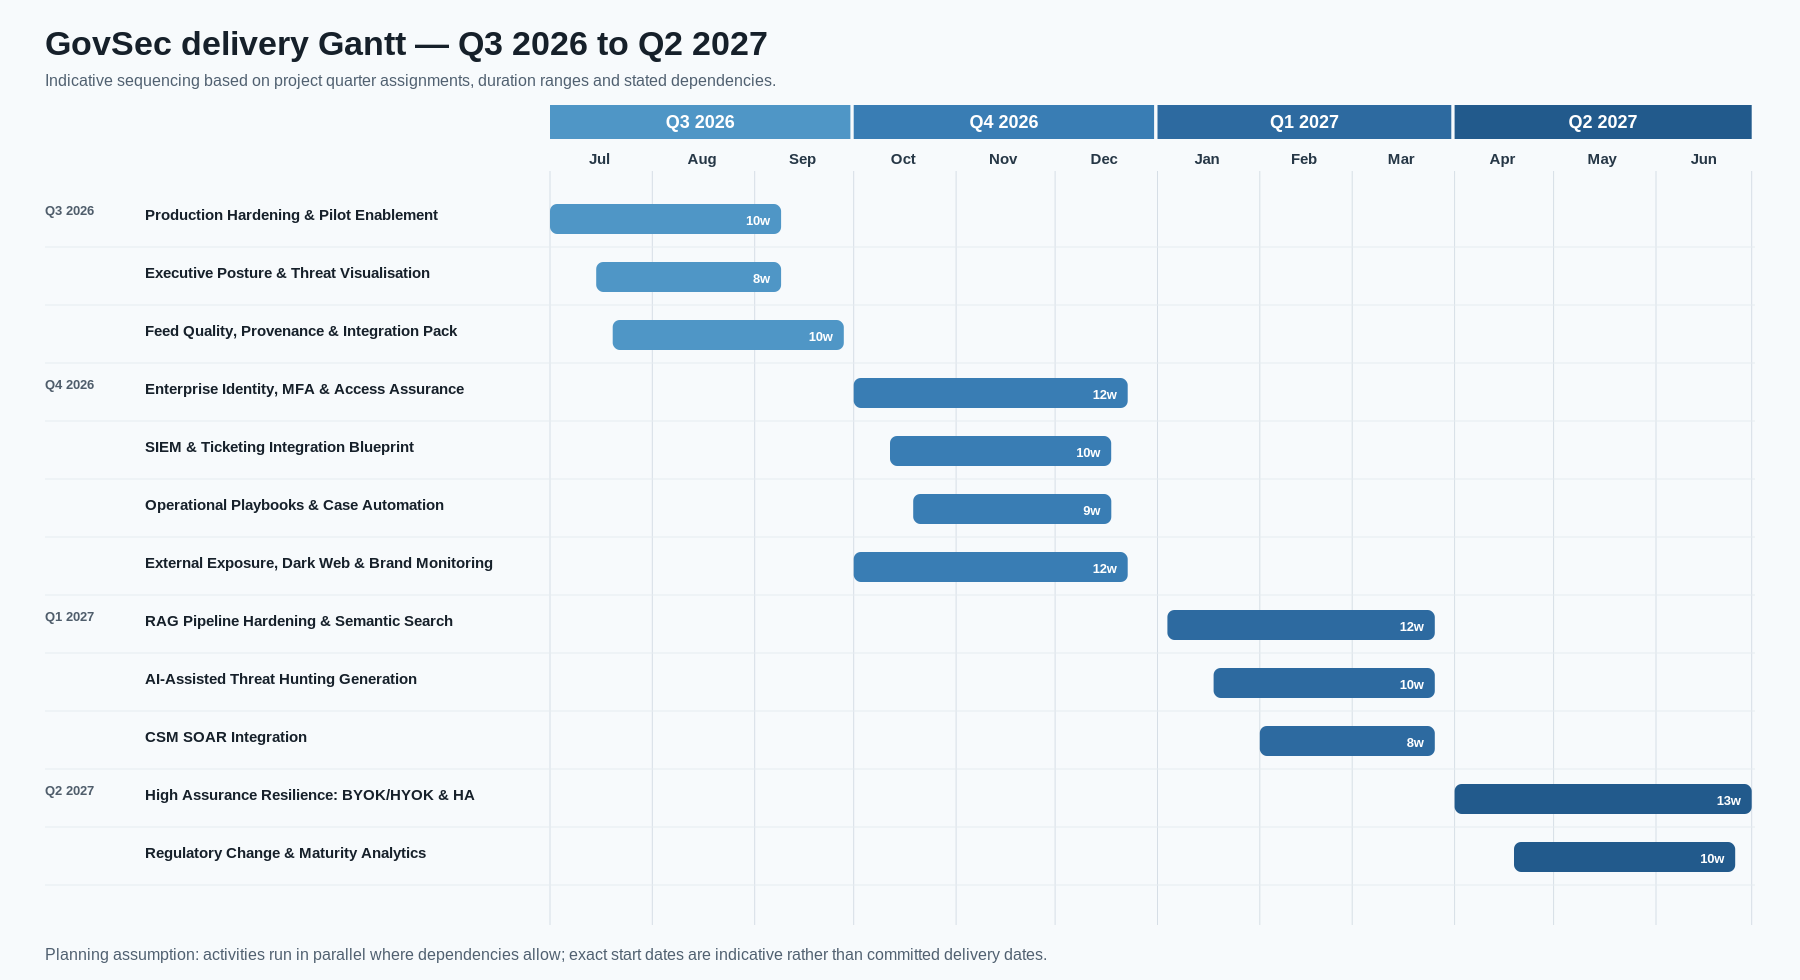 GovSec delivery Gantt — Q3 2026 to Q2 2027
Indicative sequencing based on project quarter assignments, duration ranges and stated dependencies.
Q3 2026 Q4 2026 Q1 2027 Q2 2027
Jul Aug Sep Oct Nov Dec Jan Feb Mar Apr May Jun
Q3 2026 Production Hardening & Pilot Enablement 10w
Executive Posture & Threat Visualisation 8w
Feed Quality, Provenance & Integration Pack 10w
Q4 2026 Enterprise Identity, MFA & Access Assurance 12w
SIEM & Ticketing Integration Blueprint 10w
Operational Playbooks & Case Automation 9w
External Exposure, Dark Web & Brand Monitoring 12w
Q1 2027 RAG Pipeline Hardening & Semantic Search 12w
AI-Assisted Threat Hunting Generation 10w
CSM SOAR Integration 8w
Q2 2027 High Assurance Resilience: BYOK/HYOK & HA 13w
Regulatory Change & Maturity Analytics 10w
Planning assumption: activities run in parallel where dependencies allow; exact start dates are indicative rather than committed delivery dates.